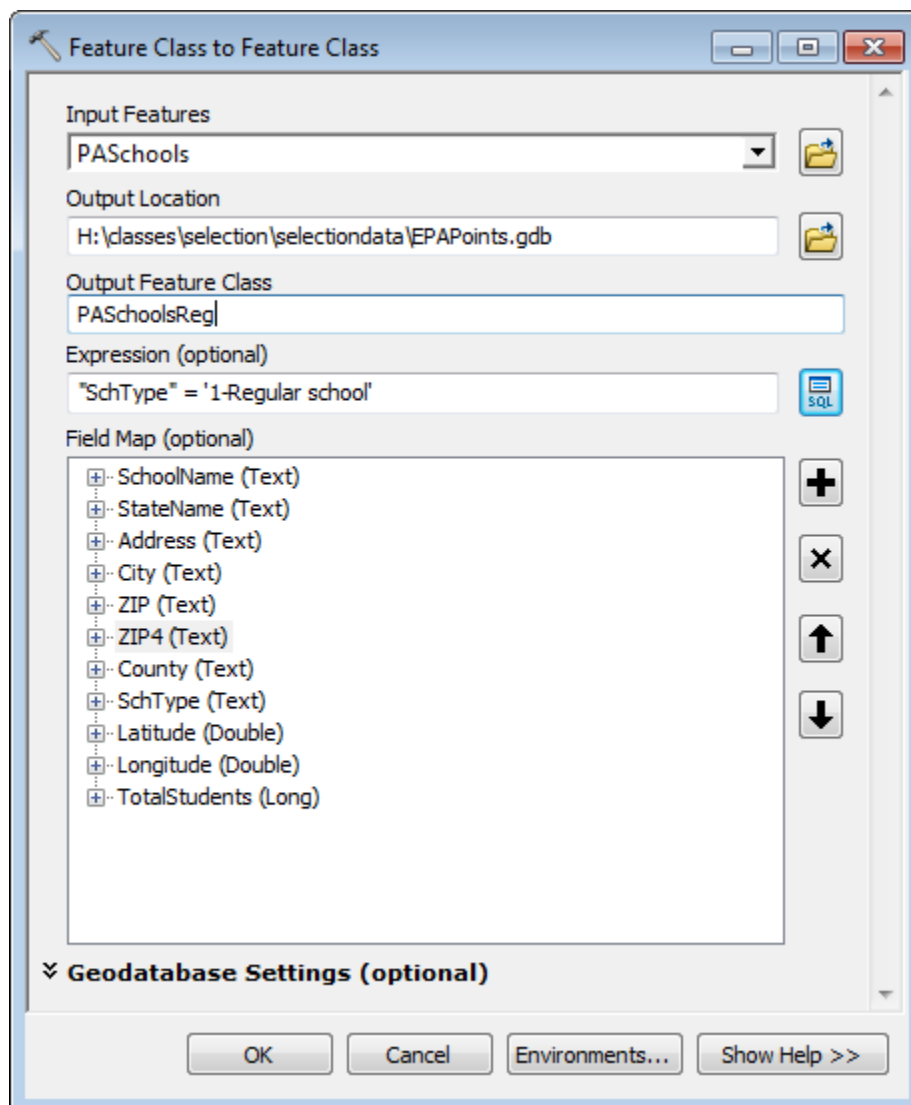 Feature Class to Feature Class
Input Features
PASchools
Output Location
H:\classes\selection\selectiondata\EPAPoints.gdb
Output Feature Class
PASchoolsReg
Expression (optional)
"SchType" = '1-Regular school'
SQL
Field Map (optional)
SchoolName (Text)
StateName (Text)
Address (Text)
City (Text)
ZIP (Text)
ZIP4 (Text)
County (Text)
SchType (Text)
Latitude (Double)
Longitude (Double)
TotalStudents (Long)
Geodatabase Settings (optional)
OK Cancel Environments... Show Help >>